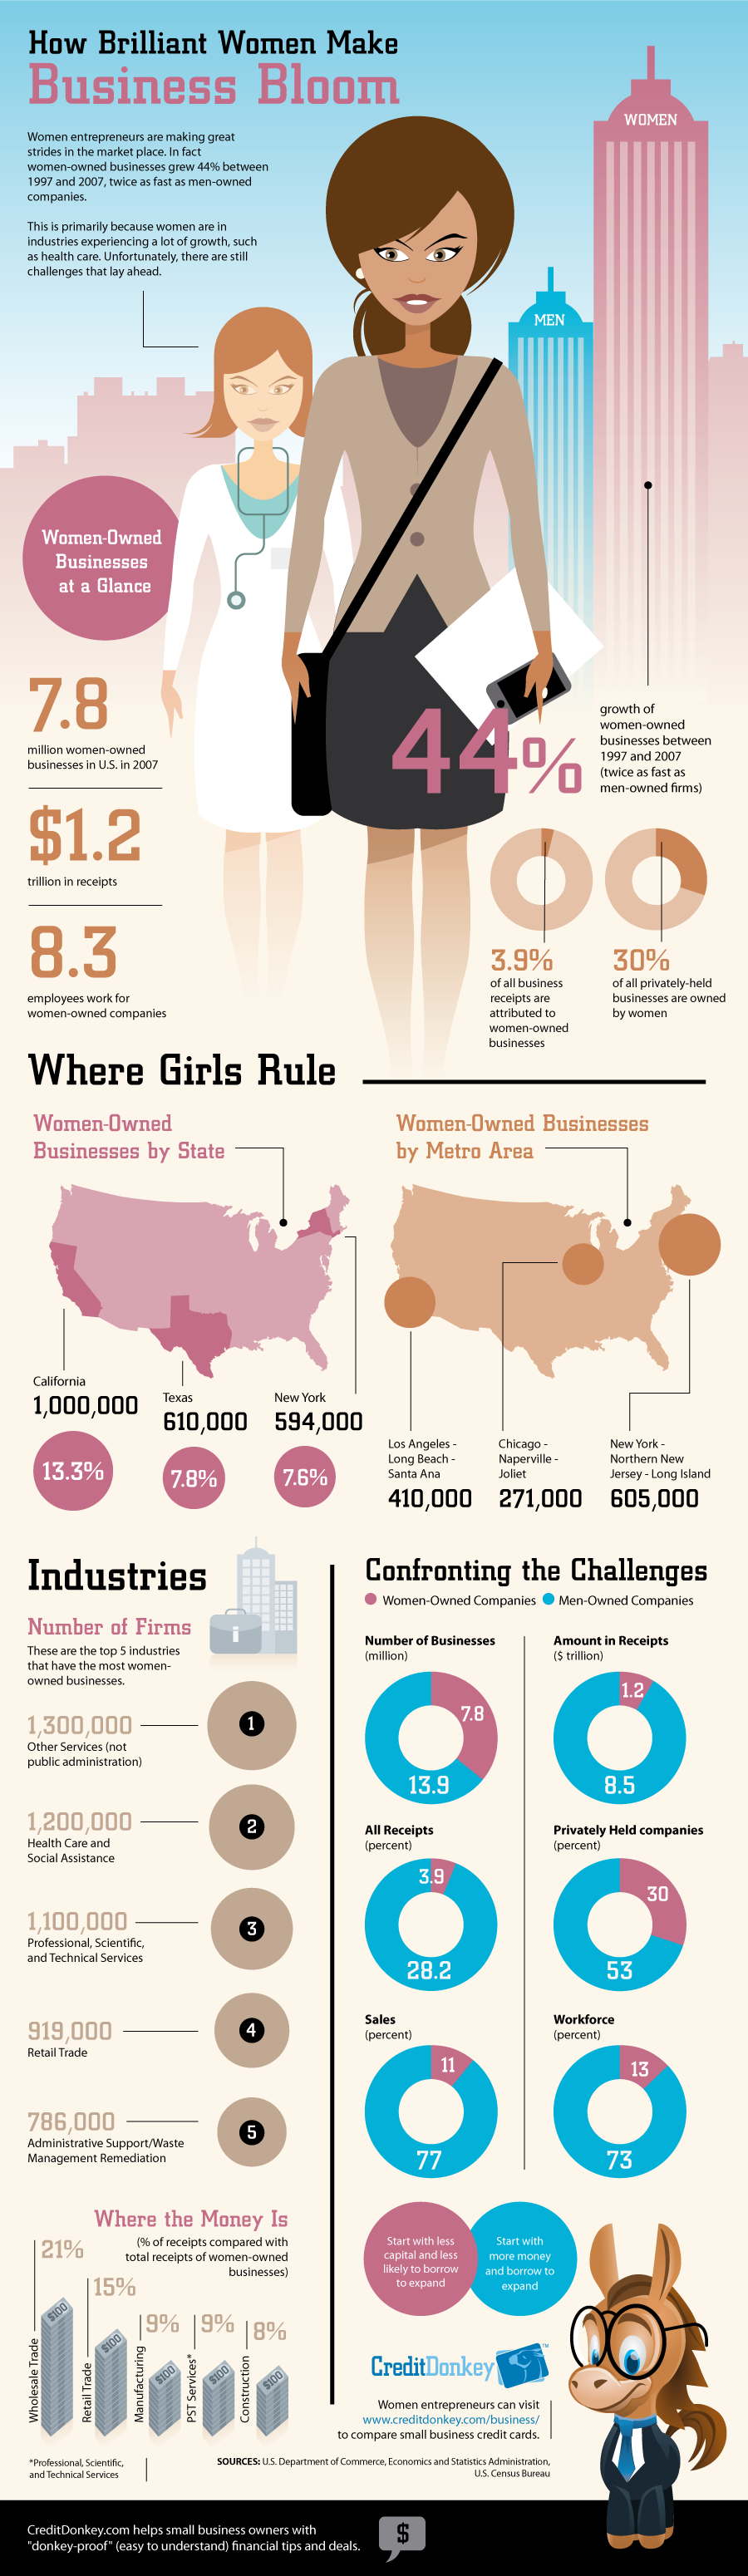 How Brilliant Women Make
Business Bloom
Women entrepreneurs are making great
strides in the market place. In fact
women-owned businesses grew 44% between
1997 and 2007, twice as fast as men-owned
companies.
This is primarily because women are in
industries experiencing a lot of growth, such
as health care. Unfortunately, there are still
challenges that lay ahead.
WOMEN
MEN
Women-Owned
Businesses
at a Glance
7.8
million women-owned
businesses in U.S. in 2007
$1.2
trillion in receipts
8.3
employees work for
women-owned companies
44%
growth of
women-owned
businesses between
1997 and 2007
(twice as fast as
men-owned firms)
3.9%
of all business
receipts are
attributed to
women-owned
businesses
30%
of all privately-held
businesses are owned
by women
Where Girls Rule
Women-Owned
Businesses by State
California
1,000,000
13.3%
Texas
610,000
7.8%
New York
594,000
7.6%
Women-Owned Businesses
by Metro Area
Los Angeles -
Long Beach -
Santa Ana
410,000
Chicago -
Naperville -
Joliet
271,000
New York -
Northern New
Jersey - Long Island
605,000
Industries
Number of Firms
These are the top 5 industries
that have the most women-
owned businesses.
1,300,000
Other Services (not
public administration)
1
1,200,000
Health Care and
Social Assistance
2
1,100,000
Professional, Scientific,
and Technical Services
3
919,000
Retail Trade
4
786,000
Administrative Support/Waste
Management Remediation
5
Where the Money Is
(% of receipts compared with
total receipts of women-owned
businesses)
21%
Wholesale Trade
$100
15%
Retail Trade
$100
9%
Manufacturing
$100
9%
PST Services*
$100
8%
Construction
$100
*Professional, Scientific,
and Technical Services
Confronting the Challenges
Women-Owned Companies
Men-Owned Companies
Number of Businesses
(million)
7.8
13.9
Amount in Receipts
($ trillion)
1.2
8.5
All Receipts
(percent)
3.9
28.2
Privately Held companies
(percent)
30
53
Sales
(percent)
11
77
Workforce
(percent)
13
73
Start with less
capital and less
likely to borrow
to expand
Start with
more money
and borrow to
expand
CreditDonkey
TM
Women entrepreneurs can visit
www.creditdonkey.com/business/
to compare small business credit cards.
SOURCES: U.S. Department of Commerce, Economics and Statistics Administration,
U.S. Census Bureau
CreditDonkey.com helps small business owners with
"donkey-proof" (easy to understand) financial tips and deals.
$